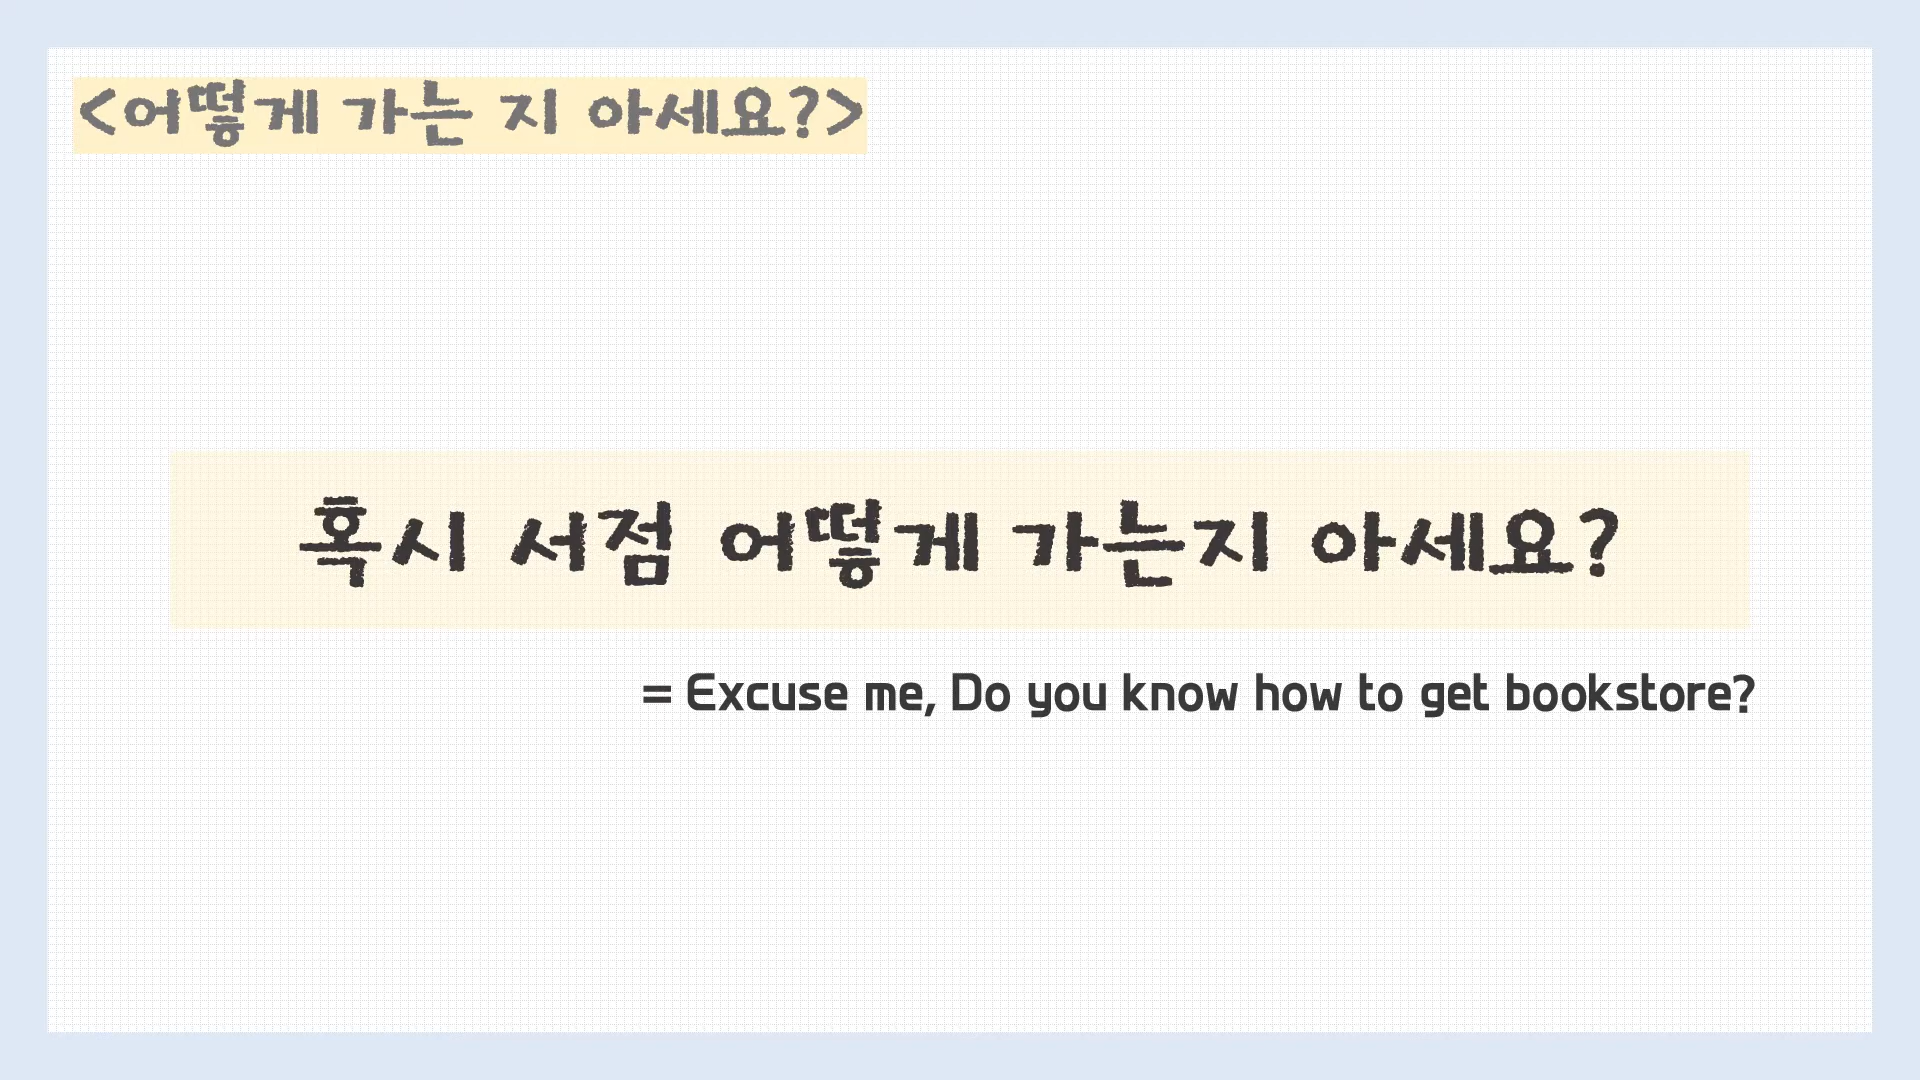 <어떻게 가는 지 아세요?>
혹시 서점 어떻게 가는지 아세요?
= Excuse me, Do you know how to get bookstore?